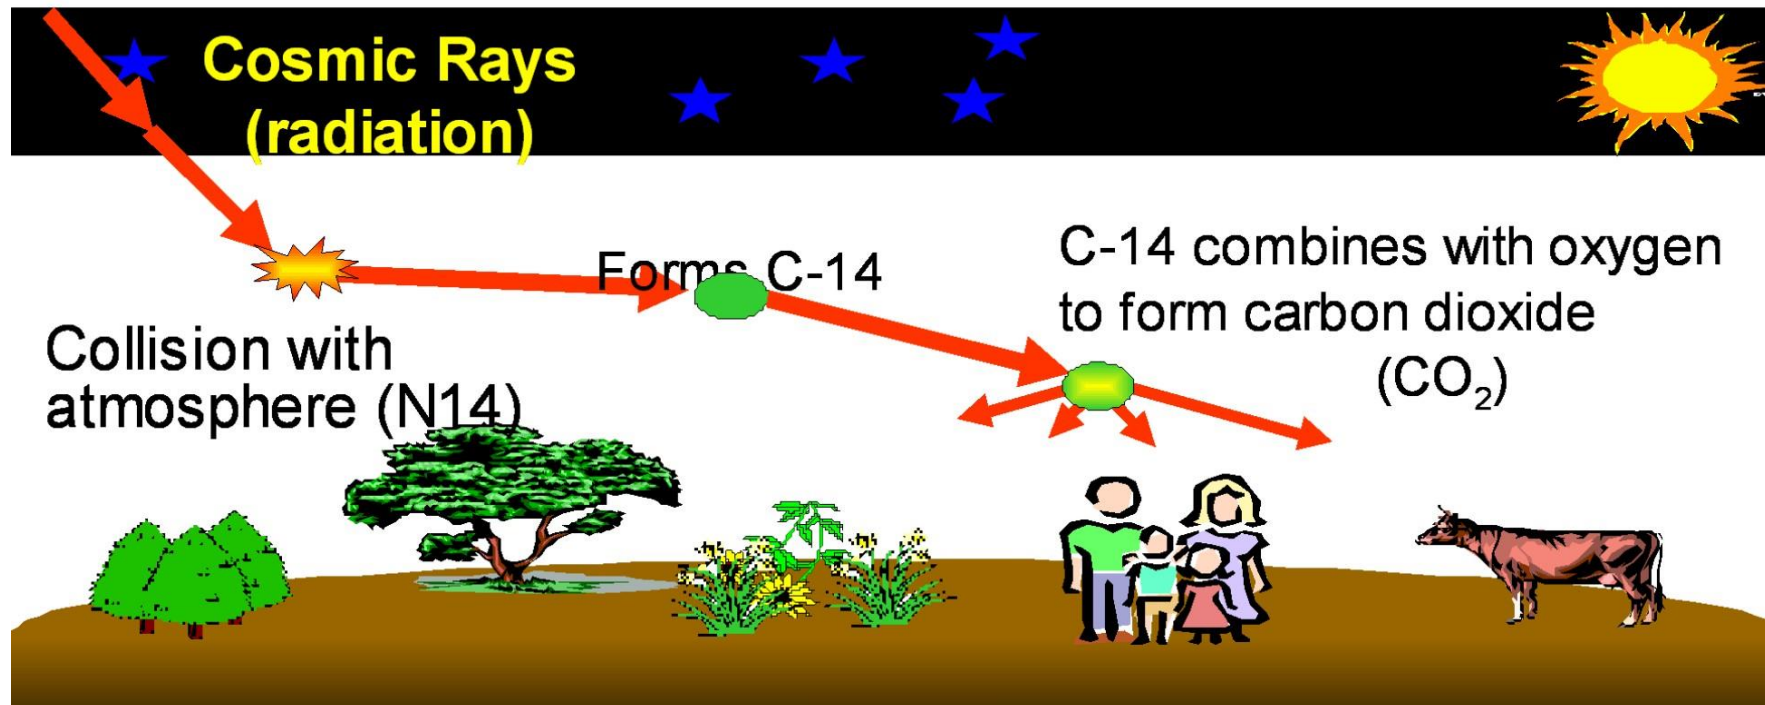 Cosmic Rays
(radiation)
Forms C-14
C-14 combines with oxygen
to form carbon dioxide
(CO₂)
Collision with
atmosphere (N14)